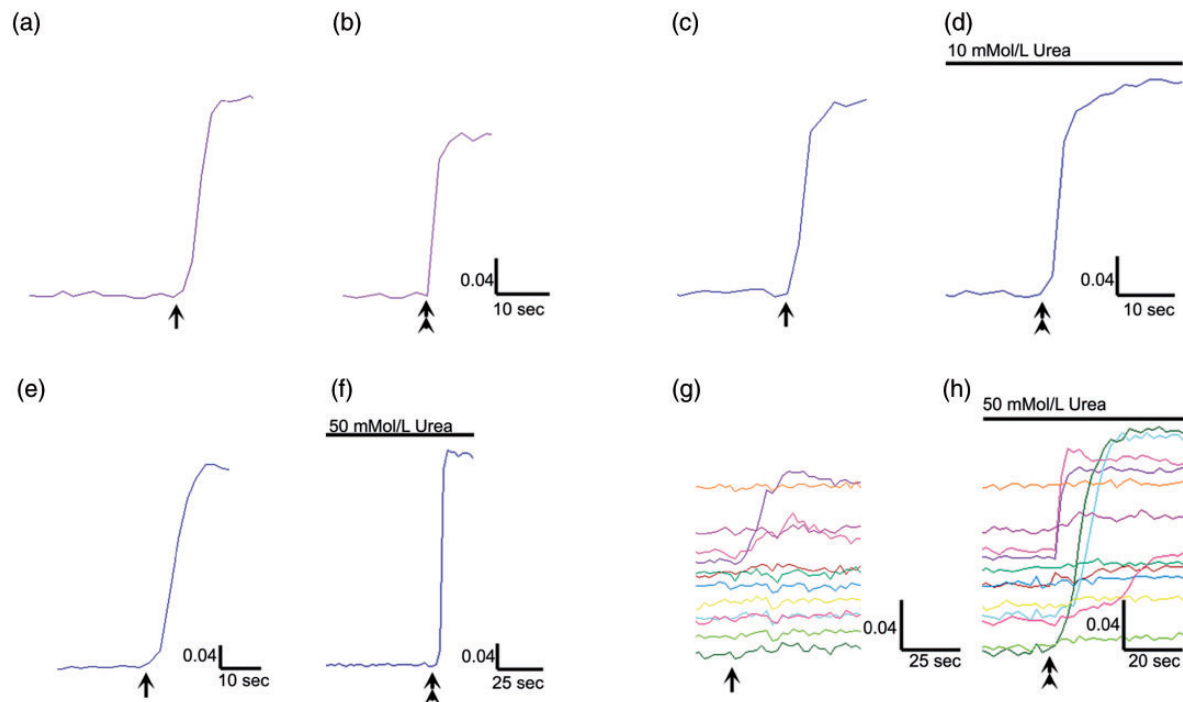 (a)
(b)
(c)
(d)
10 mMol/L Urea
0.04
10 sec
0.04
10 sec
(e)
(f)
(g)
(h)
50 mMol/L Urea
50 mMol/L Urea
0.04
10 sec
0.04
25 sec
0.04
25 sec
0.04
20 sec